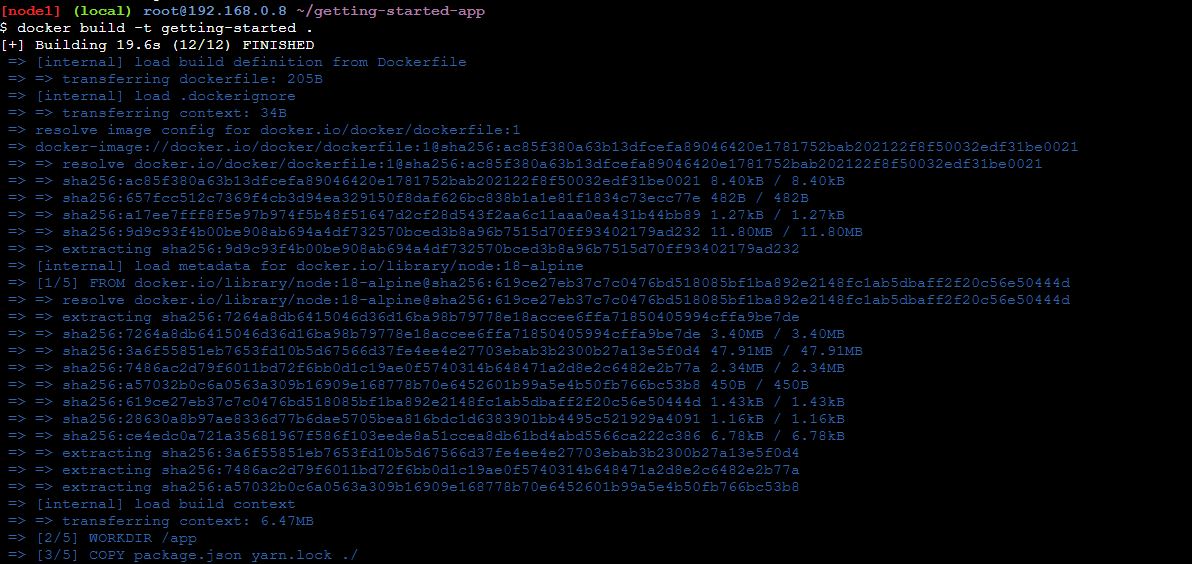 [node1] (local) root@192.168.0.8 ~/getting-started-app
$ docker build -t getting-started .
[+] Building 19.6s (12/12) FINISHED
=> [internal] load build definition from Dockerfile
=> => transferring dockerfile: 205B
=> [internal] load .dockerignore
=> => transferring context: 34B
=> resolve image config for docker.io/docker/dockerfile:1
=> docker-image://docker.io/docker/dockerfile:1@sha256:ac85f380a63b13dfcefa89046420e1781752bab202122f8f50032edf31be0021
=> => resolve docker.io/docker/dockerfile:1@sha256:ac85f380a63b13dfcefa89046420e1781752bab202122f8f50032edf31be0021
=> => sha256:ac85f380a63b13dfcefa89046420e1781752bab202122f8f50032edf31be0021 8.40kB / 8.40kB
=> => sha256:657fcc512c7369f4cb3d94ea329150f8daf626bc838b1a1e81f1834c73ecc77e 482B / 482B
=> => sha256:a17ee7fff8f5e97b974f5b48f51647d2cf28d543f2aa6c11aaa0ea431b44bb89 1.27kB / 1.27kB
=> => sha256:9d9c93f4b00be908ab694a4df732570bced3b8a96b7515d70ff93402179ad232 11.80MB / 11.80MB
=> => extracting sha256:9d9c93f4b00be908ab694a4df732570bced3b8a96b7515d70ff93402179ad232
=> [internal] load metadata for docker.io/library/node:18-alpine
=> [1/5] FROM docker.io/library/node:18-alpine@sha256:619ce27eb37c7c0476bd518085bf1ba892e2148fc1ab5dbaff2f20c56e50444d
=> => resolve docker.io/library/node:18-alpine@sha256:619ce27eb37c7c0476bd518085bf1ba892e2148fc1ab5dbaff2f20c56e50444d
=> => extracting sha256:7264a8db6415046d36d16ba98b79778e18accee6ffa71850405994cffa9be7de
=> => sha256:7264a8db6415046d36d16ba98b79778e18accee6ffa71850405994cffa9be7de 3.40MB / 3.40MB
=> => sha256:3a6f55851eb7653fd10b5d67566d37fe4ee4e27703ebab3b2300b27a13e5f0d4 47.91MB / 47.91MB
=> => sha256:7486ac2d79f6011bd72f6bb0d1c19ae0f5740314b648471a2d8e2c6482e2b77a 2.34MB / 2.34MB
=> => sha256:a57032b0c6a0563a309b16909e168778b70e6452601b99a5e4b50fb766bc53b8 450B / 450B
=> => sha256:619ce27eb37c7c0476bd518085bf1ba892e2148fc1ab5dbaff2f20c56e50444d 1.43kB / 1.43kB
=> => sha256:28630a8b97ae8336d77b6dae5705bea816bdc1d6383901bb4495c521929a4091 1.16kB / 1.16kB
=> => sha256:ce4edc0a721a35681967f586f103eede8a51ccea8db61bd4abd5566ca222c386 6.78kB / 6.78kB
=> => extracting sha256:3a6f55851eb7653fd10b5d67566d37fe4ee4e27703ebab3b2300b27a13e5f0d4
=> => extracting sha256:7486ac2d79f6011bd72f6bb0d1c19ae0f5740314b648471a2d8e2c6482e2b77a
=> => extracting sha256:a57032b0c6a0563a309b16909e168778b70e6452601b99a5e4b50fb766bc53b8
=> [internal] load build context
=> => transferring context: 6.47MB
=> [2/5] WORKDIR /app
=> [3/5] COPY package.json yarn.lock ./